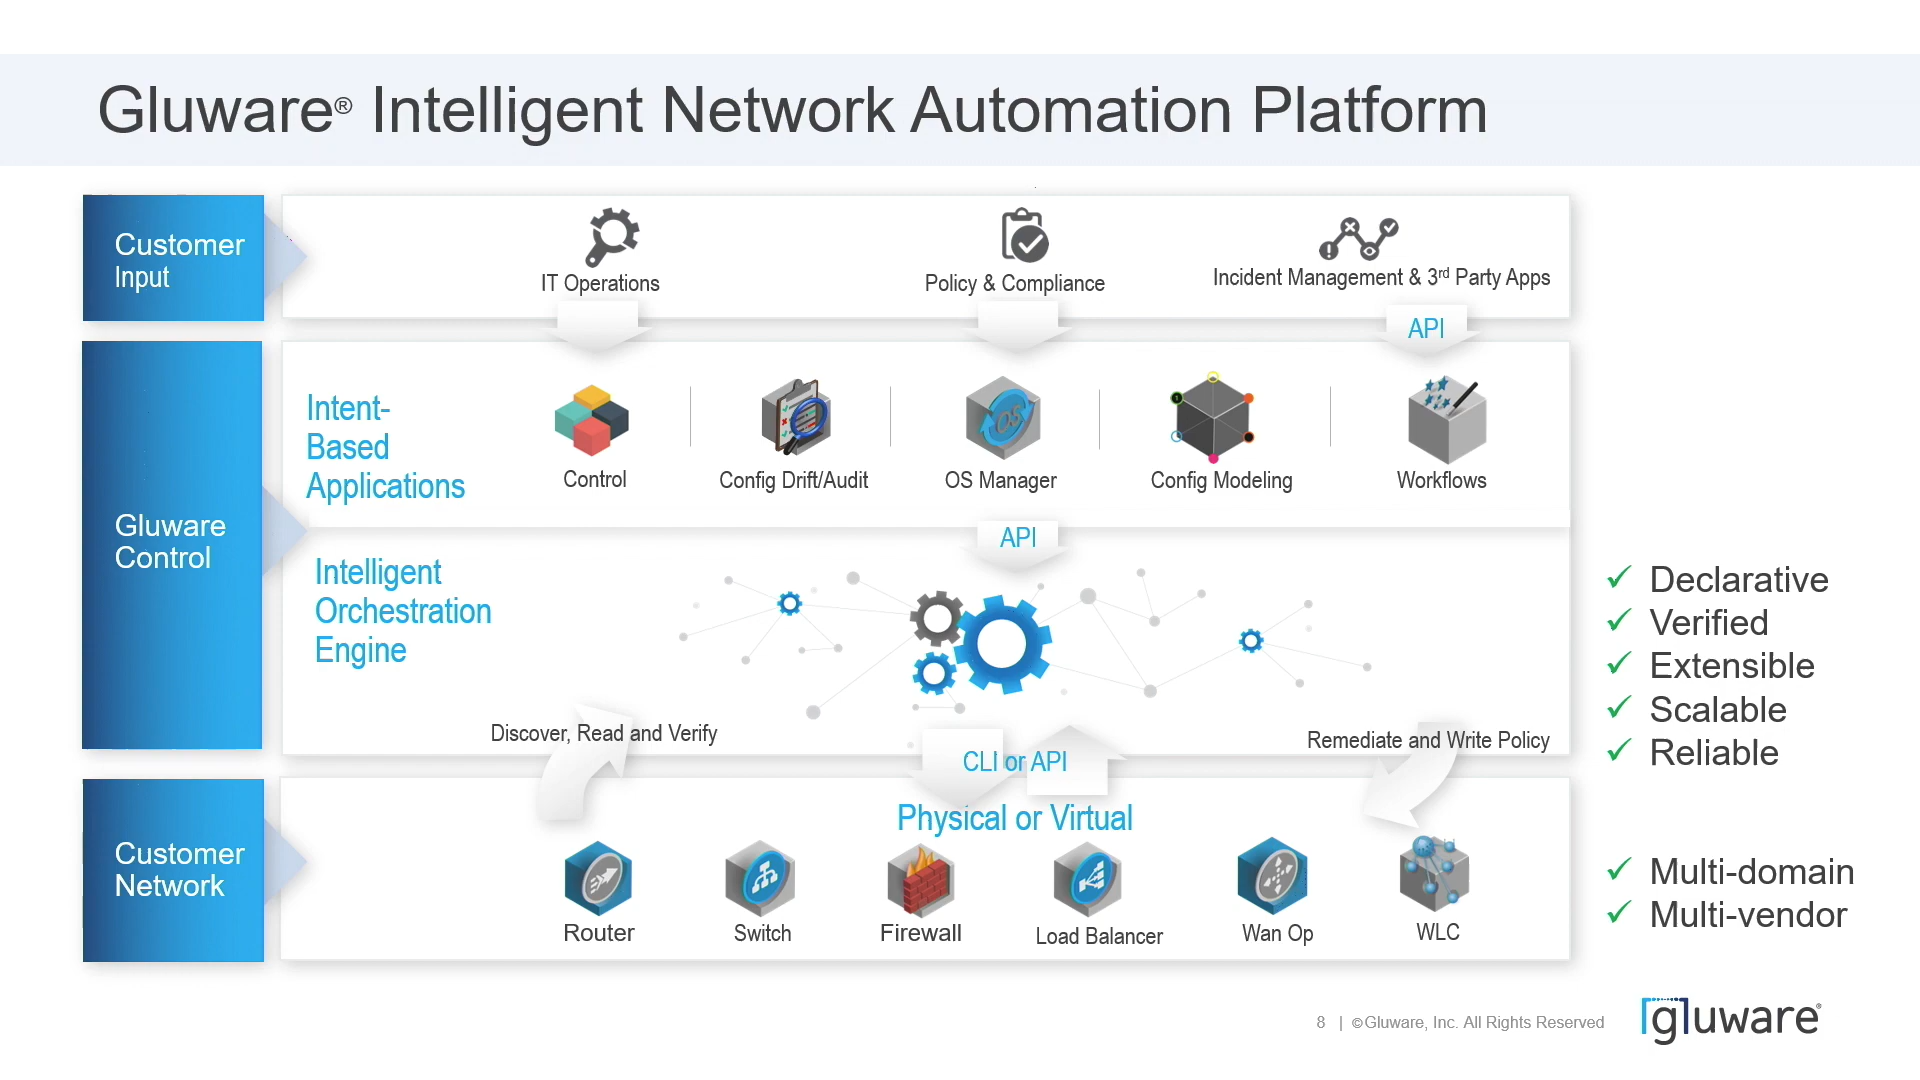 Gluware® Intelligent Network Automation Platform
Customer
Input
IT Operations
Policy & Compliance
Incident Management & 3rd Party Apps
API
Gluware
Control
Intent-
Based
Applications
Control
Config Drift/Audit
OS
OS Manager
Config Modeling
Workflows
API
Intelligent
Orchestration
Engine
Discover, Read and Verify
CLI or API
Remediate and Write Policy
✓ Declarative
✓ Verified
✓ Extensible
✓ Scalable
✓ Reliable
Customer
Network
Physical or Virtual
Router
Switch
Firewall
Load Balancer
Wan Op
WLC
✓ Multi-domain
✓ Multi-vendor
8 | © Gluware, Inc. All Rights Reserved
[g]luware®